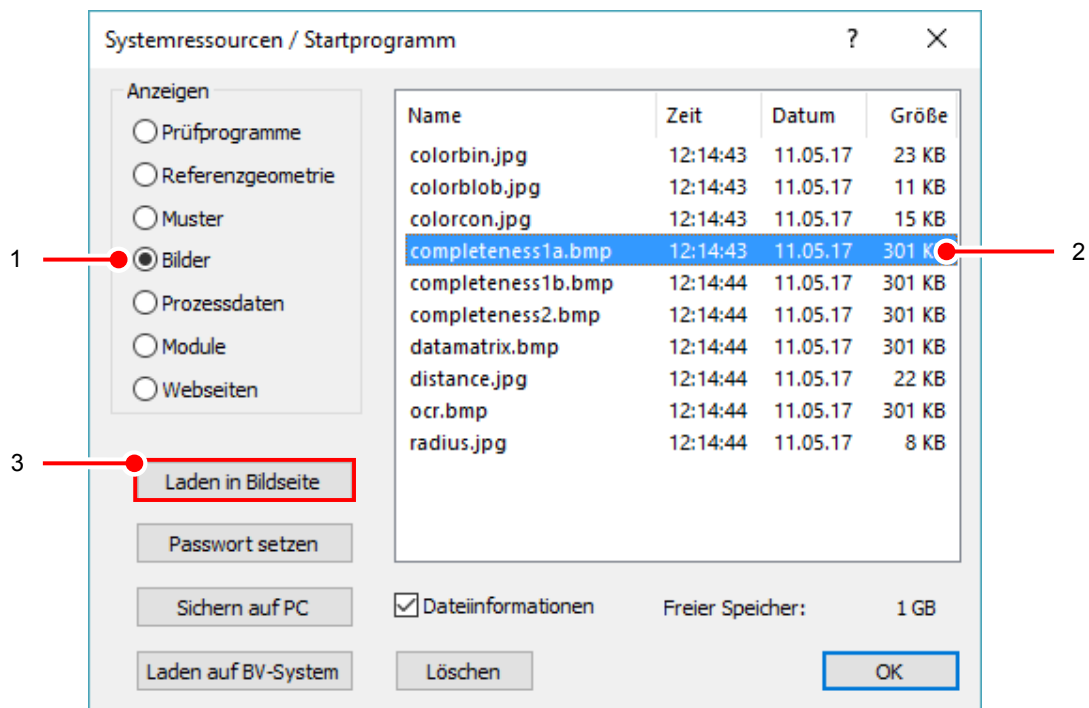 Systemressourcen / Startprogramm ?
Anzeigen
Prüfprogramme
Referenzgeometrie
Muster
1 Bilder
Prozessdaten
Module
Webseiten
Name Zeit Datum Größe
colorbin.jpg 12:14:43 11.05.17 23 KB
colorblob.jpg 12:14:43 11.05.17 11 KB
colorcon.jpg 12:14:43 11.05.17 15 KB
completeness1a.bmp 12:14:43 11.05.17 301 K 2
completeness1b.bmp 12:14:44 11.05.17 301 KB
completeness2.bmp 12:14:44 11.05.17 301 KB
datamatrix.bmp 12:14:44 11.05.17 301 KB
distance.jpg 12:14:44 11.05.17 22 KB
ocr.bmp 12:14:44 11.05.17 301 KB
radius.jpg 12:14:44 11.05.17 8 KB
3 Laden in Bildseite
Passwort setzen
Sichern auf PC
Dateiinformationen Freier Speicher: 1 GB
Laden auf BV-System Löschen OK